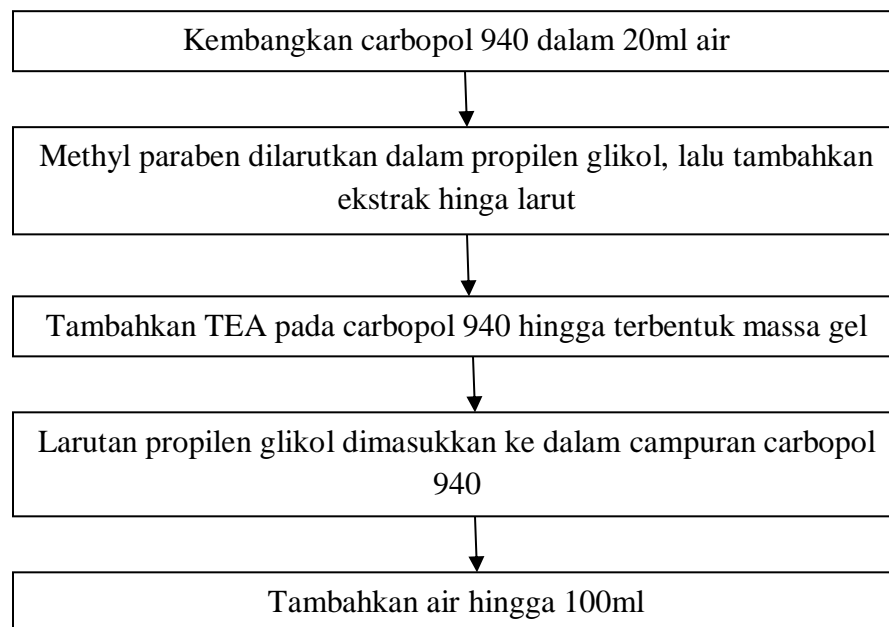 Kembangkan carbopol 940 dalam 20ml air
Methyl paraben dilarutkan dalam propilen glikol, lalu tambahkan
ekstrak hinga larut
Tambahkan TEA pada carbopol 940 hingga terbentuk massa gel
Larutan propilen glikol dimasukkan ke dalam campuran carbopol
940
Tambahkan air hingga 100ml